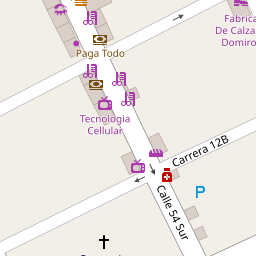 Fabrica
De Calza
Domiro
Paga Todo
Tecnologia
Cellular
Carrera 12B
P
Calle 54 Sur